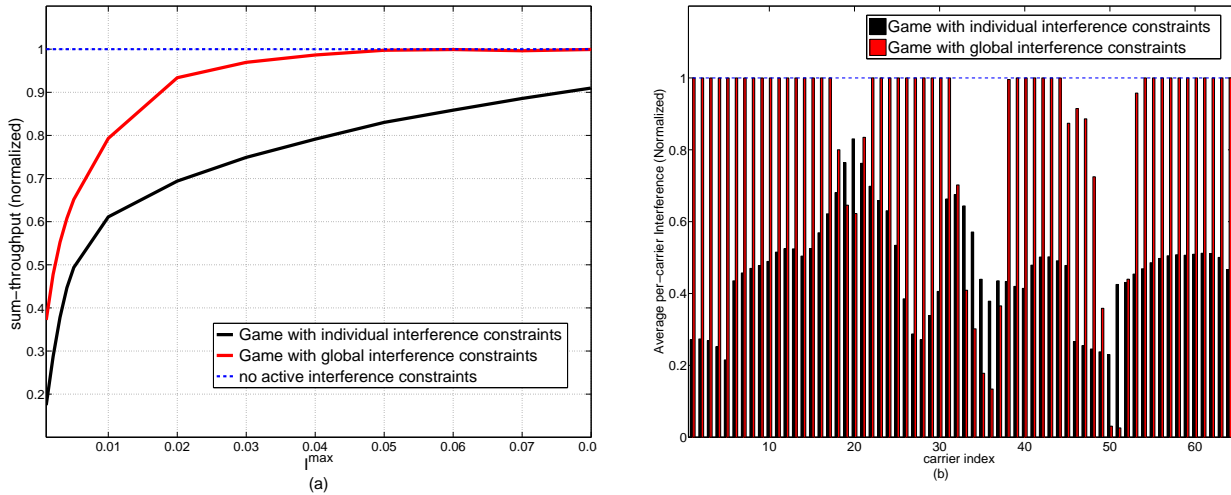 1
0.9
0.8
0.7
0.6
0.5
0.4
0.3
0.2
sum−throughput (normalized)
Game with individual interference constraints
Game with global interference constraints
no active interference constraints
0.01 0.02 0.03 0.04 0.05 0.06 0.07 0.0
I^max
(a)
Game with individual interference constraints
Game with global interference constraints
1
0.8
0.6
0.4
0.2
0
Average per−carrier Interference (Normalized)
10 20 30 40 50 60
carrier index
(b)